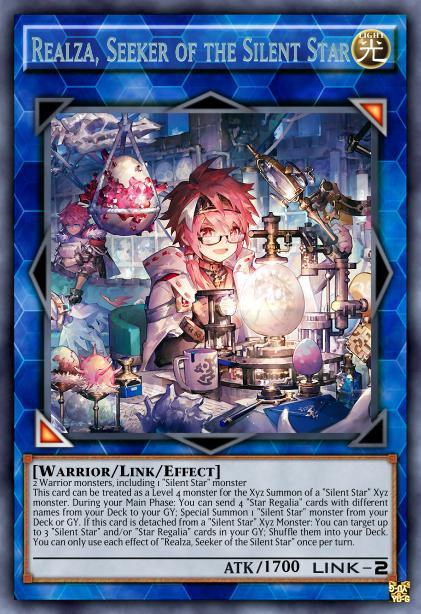 REALZA, SEEKER OF THE SILENT STAR
LIGHT
光
[WARRIOR/LINK/EFFECT]
2 Warrior monsters, including 1 "Silent Star" monster
This card can be treated as a Level 4 monster for the Xyz Summon of a "Silent Star" Xyz
monster. During your Main Phase: You can send 4 "Star Regalia" cards with different
names from your Deck to your GY; Special Summon 1 "Silent Star" monster from your
Deck or GY. If this card is detached from a "Silent Star" Xyz Monster: You can target up
to 3 "Silent Star" and/or "Star Regalia" cards in your GY; Shuffle them into your Deck.
You can only use each effect of "Realza, Seeker of the Silent Star" once per turn.
ATK/1700 LINK-2